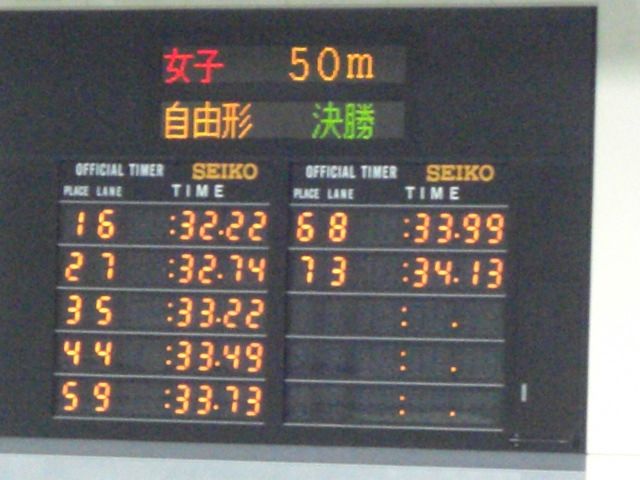 女子 50m
自由形 決勝
OFFICIAL TIMER SEIKO
PLACE LANE TIME
1 6 :32.22
2 7 :32.74
3 5 :33.22
4 4 :33.49
5 9 :33.73
OFFICIAL TIMER SEIKO
PLACE LANE TIME
6 8 :33.99
7 3 :34.13
: .
: .
: .